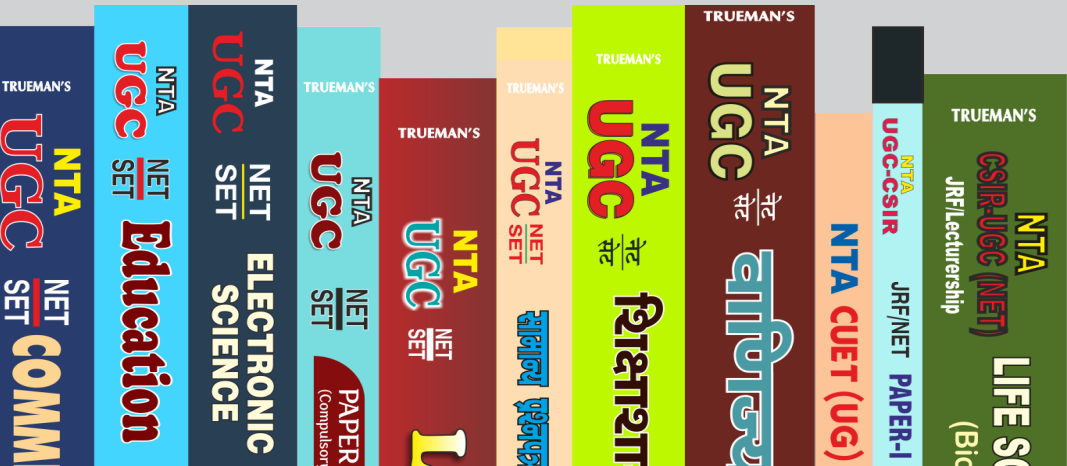 TRUEMAN'S
NTA
UGC
NET
SET
COMM
NTA
UGC
NET
SET
Education
NTA
UGC
NET
SET
ELECTRONIC
SCIENCE
TRUEMAN'S
NTA
UGC
NET
SET
PAPER
(Compulsory
TRUEMAN'S
NTA
UGC
NET
SET
L
TRUEMAN'S
NTA
UGC
NET
SET
सामान्य
TRUEMAN'S
NTA
UGC
शिक्षाशा
TRUEMAN'S
NTA
UGC
वाणिज्य
NTA CUET (UG)
NTA
UGC-CSIR
JRF/NET PAPER-I
TRUEMAN'S
NTA
CSIR-UGC (NET)
JRF/Lecturership
LIFE SC
(Bio